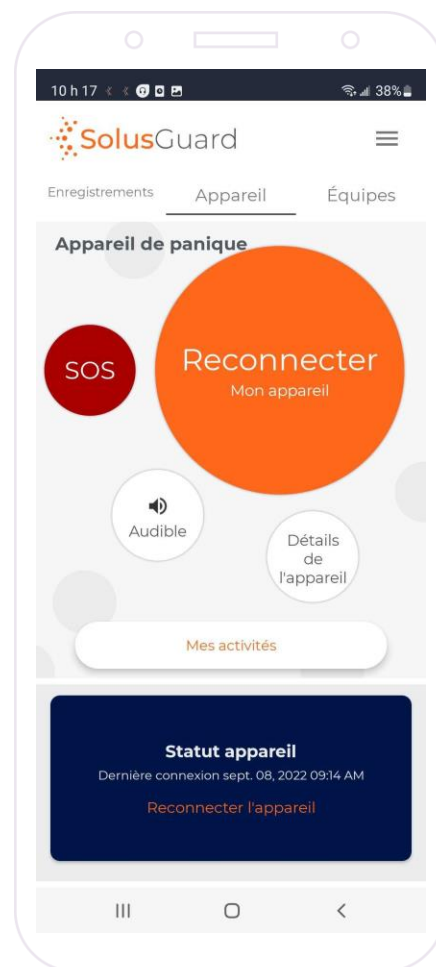 10 h 17
38%
SolusGuard
Enregistrements
Appareil
Équipes
Appareil de panique
SOS
Reconnecter
Mon appareil
Audible
Détails
de
l'appareil
Mes activités
Statut appareil
Dernière connexion sept. 08, 2022 09:14 AM
Reconnecter l'appareil